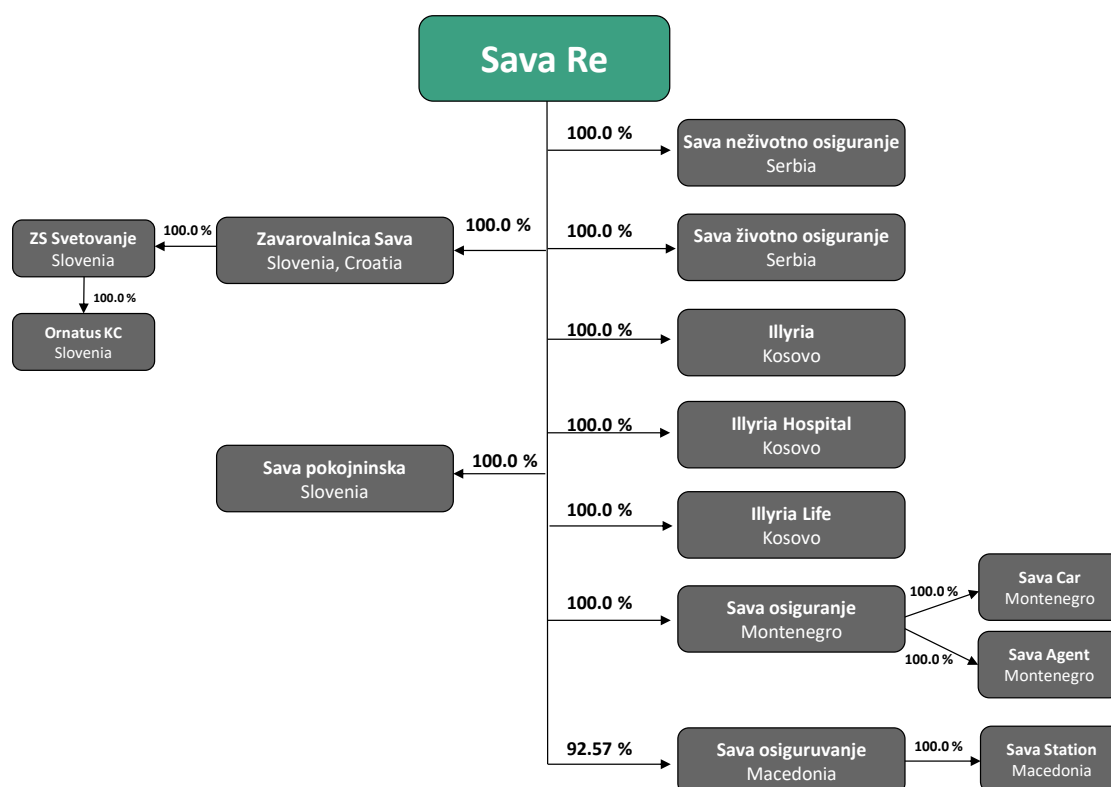 Sava Re
100.0 %
Sava neživotno osiguranje
Serbia
ZS Svetovanje
Slovenia
100.0 %
Zavarovalnica Sava
Slovenia, Croatia
100.0 %
100.0 %
Sava životno osiguranje
Serbia
100.0 %
Ornatus KC
Slovenia
100.0 %
Illyria
Kosovo
100.0 %
Illyria Hospital
Kosovo
Sava pokojninska
Slovenia
100.0 %
100.0 %
Illyria Life
Kosovo
100.0 %
Sava osiguranje
Montenegro
100.0 %
Sava Car
Montenegro
100.0 %
Sava Agent
Montenegro
92.57 %
Sava osiguruvanje
Macedonia
100.0 %
Sava Station
Macedonia